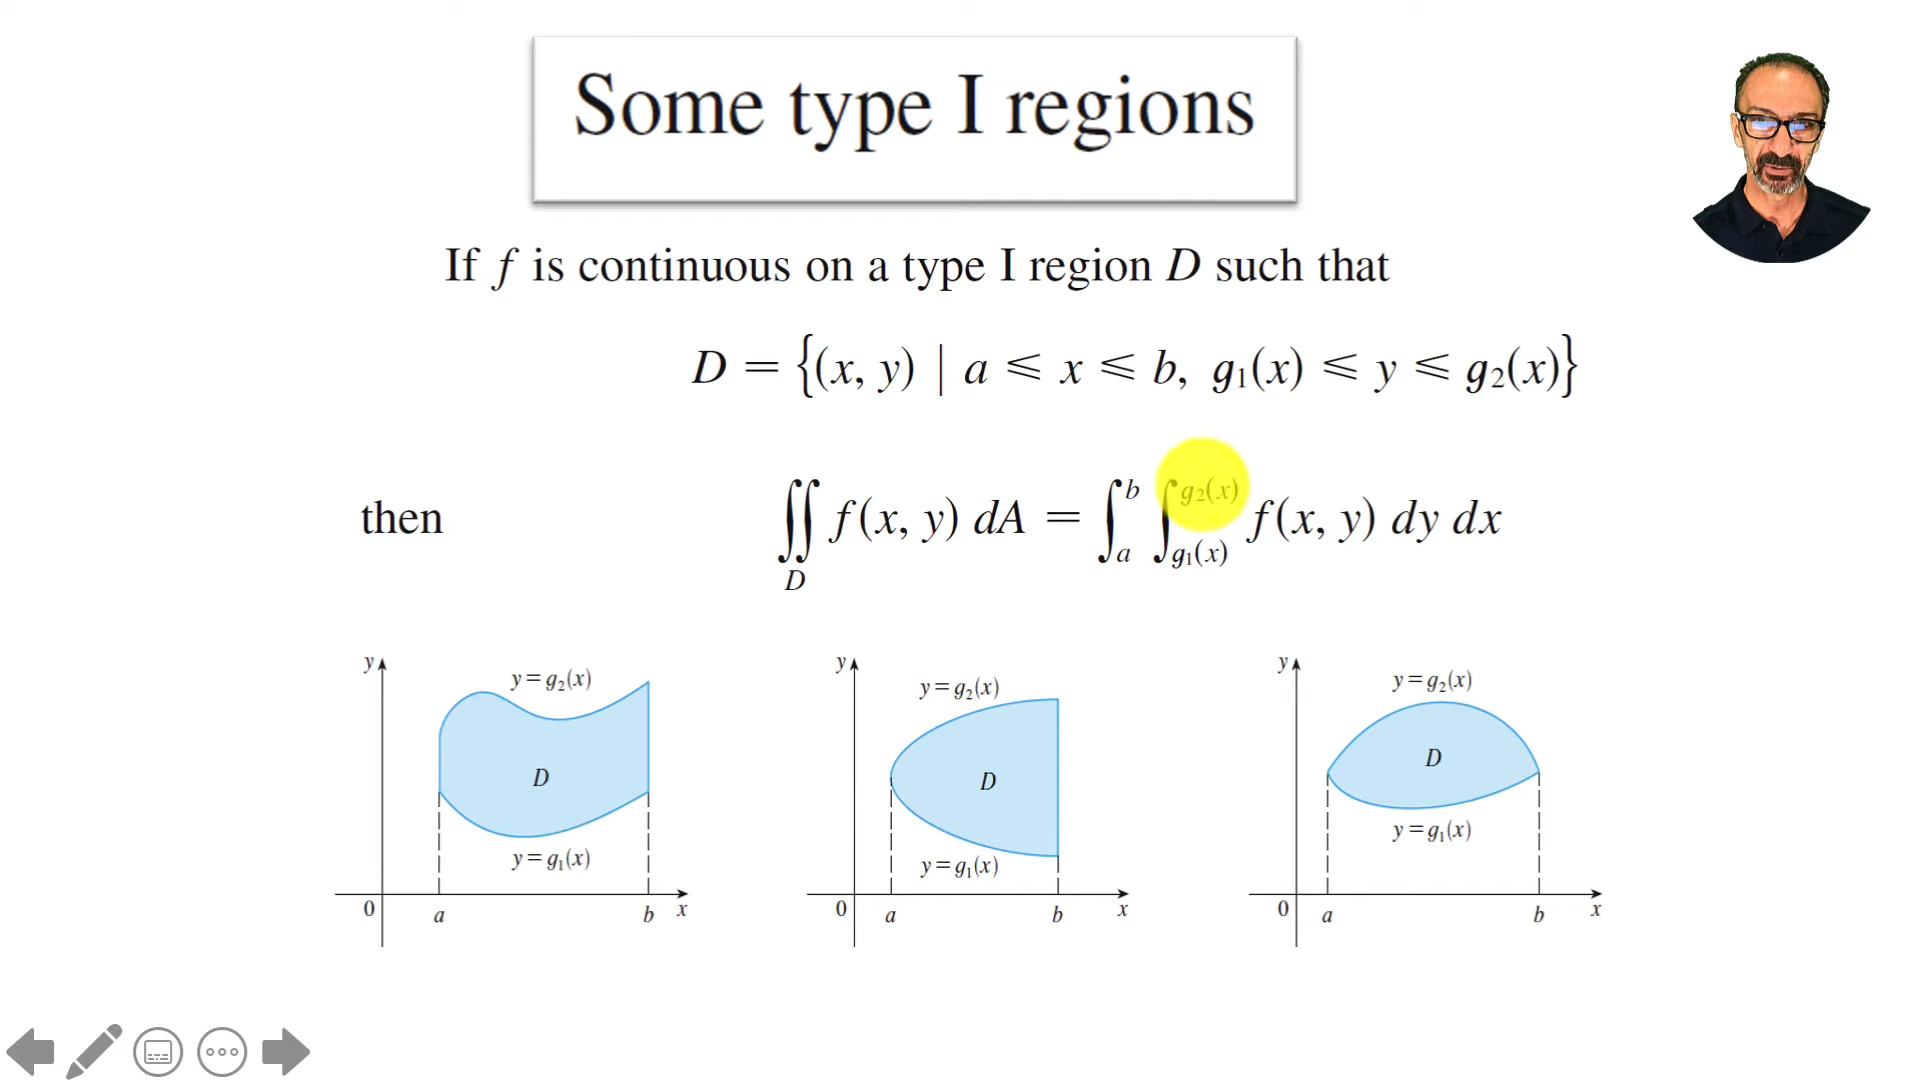 Some type I regions
If f is continuous on a type I region D such that
D = {(x, y) | a ⩽ x ⩽ b, g₁(x) ⩽ y ⩽ g₂(x)}
then ∬_D f(x, y) dA = ∫_a^b ∫_{g₁(x)}^{g₂(x)} f(x, y) dy dx
y
y = g₂(x)
D
y = g₁(x)
0 a b x
y
y = g₂(x)
D
y = g₁(x)
0 a b x
y
y = g₂(x)
D
y = g₁(x)
0 a b x